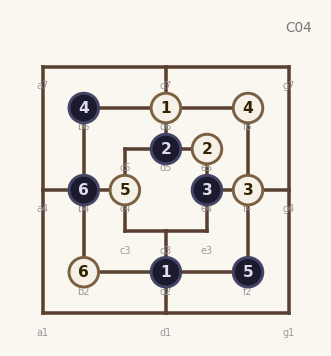 C04
a7 d7 g7
4 1 4
b6 d6 f6
2 2
c5 d5 e5
6 5 3 3
a4 b4 c4 e4 f4 g4
c3 d3 e3
6 1 5
b2 d2 f2
a1 d1 g1